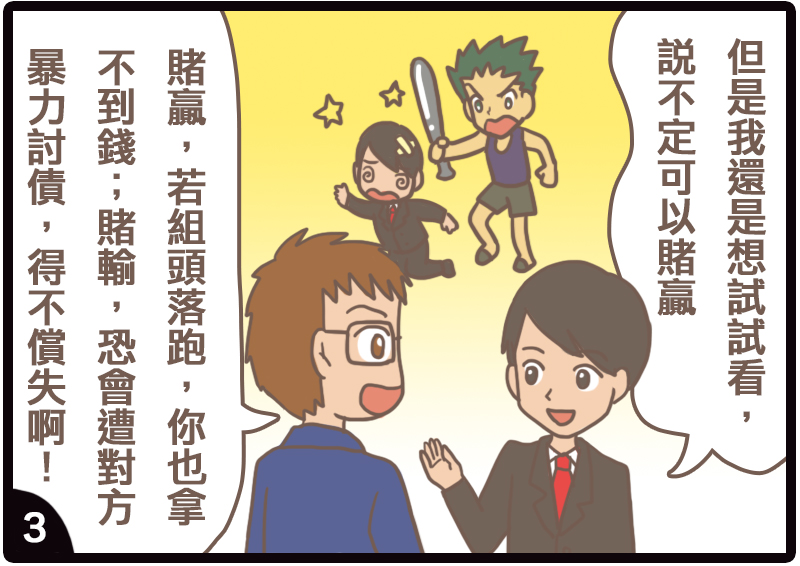 但是我還是想試試看，
説不定可以賭贏
賭贏，若組頭落跑，你也拿
不到錢；賭輸，恐會遭對方
暴力討債，得不償失啊！
3